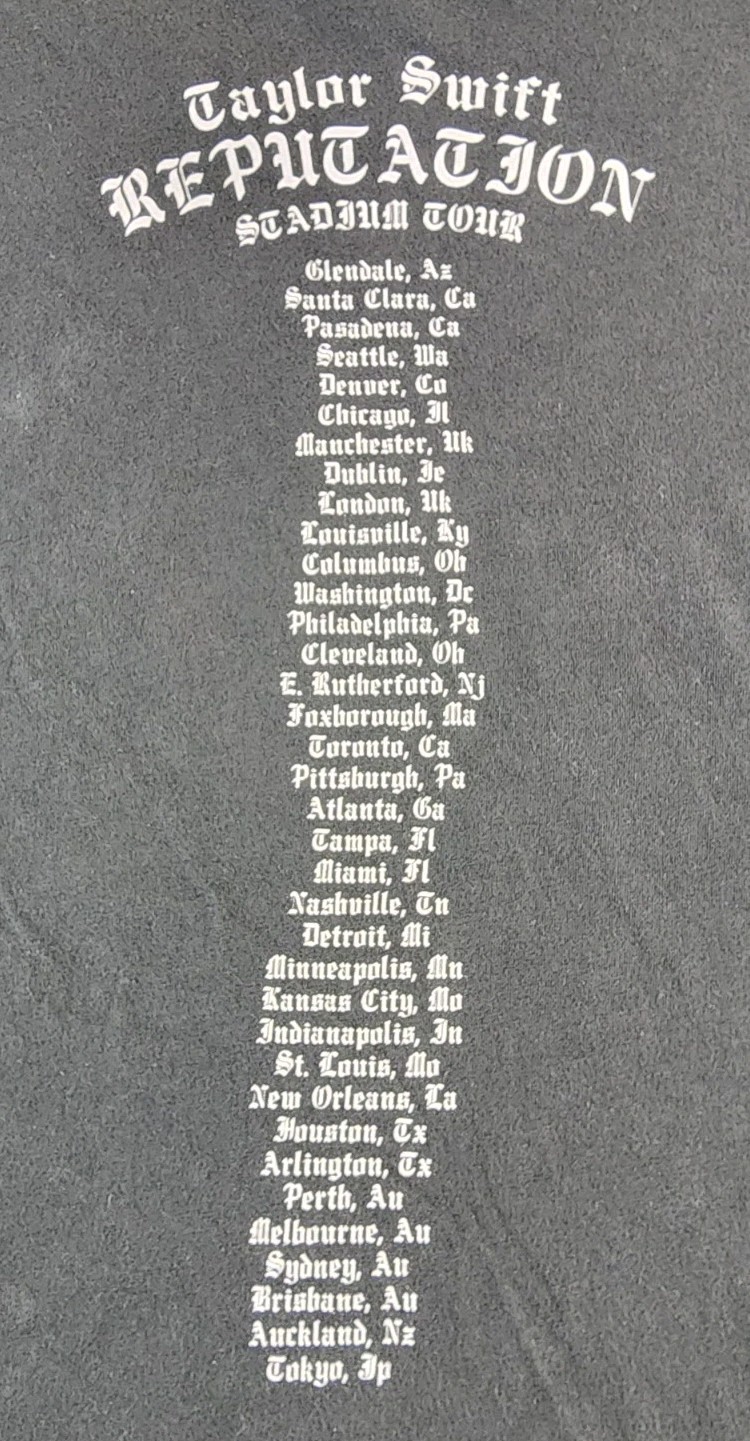 Taylor Swift
REPUTATION
STADIUM TOUR
Glendale, Az
Santa Clara, Ca
Pasadena, Ca
Seattle, Wa
Denver, Co
Chicago, Il
Manchester, Uk
Dublin, Ie
London, Uk
Louisville, Ky
Columbus, Oh
Washington, Dc
Philadelphia, Pa
Cleveland, Oh
E. Rutherford, Nj
Foxborough, Ma
Toronto, Ca
Pittsburgh, Pa
Atlanta, Ga
Tampa, Fl
Miami, Fl
Nashville, Tn
Detroit, Mi
Minneapolis, Mn
Kansas City, Mo
Indianapolis, In
St. Louis, Mo
New Orleans, La
Houston, Tx
Arlington, Tx
Perth, Au
Melbourne, Au
Sydney, Au
Brisbane, Au
Auckland, Nz
Tokyo, Jp